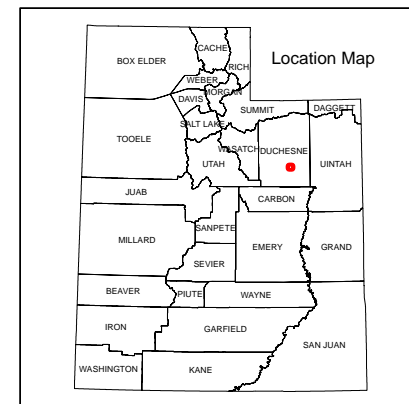 CACHE
BOX ELDER
Location Map
RICH
WEBER
MORGAN
DAVIS
SUMMIT
DAGGETT
SALT LAKE
TOOELE
WASATCH
DUCHESNE
UTAH
UINTAH
JUAB
CARBON
SANPETE
MILLARD
EMERY
GRAND
SEVIER
BEAVER
PIUTE
WAYNE
IRON
GARFIELD
SAN JUAN
WASHINGTON
KANE